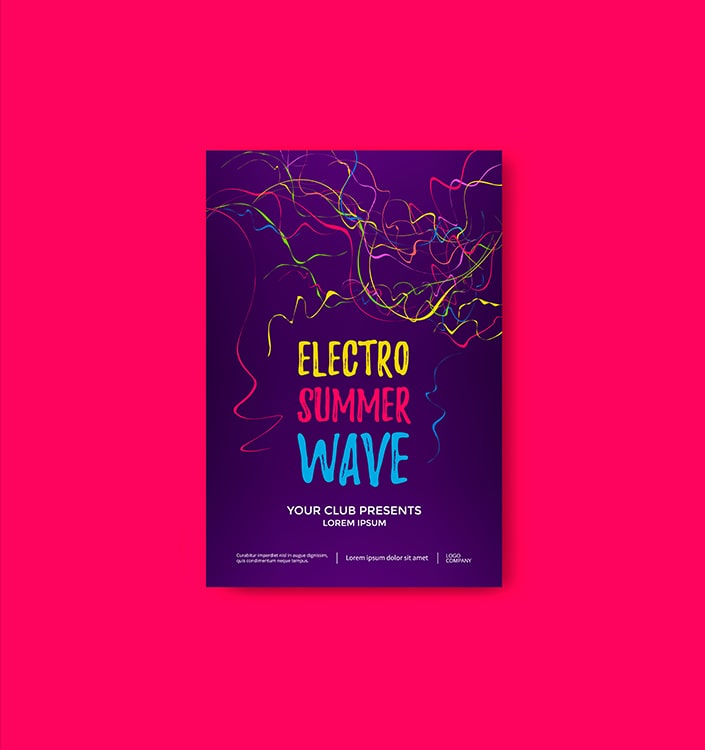 ELECTRO
SUMMER
WAVE
YOUR CLUB PRESENTS
LOREM IPSUM
Curabitur imperdiet nisl in augue dignissim,
quis condimentum neque tempus.
Lorem ipsum dolor sit amet
LOGO
COMPANY